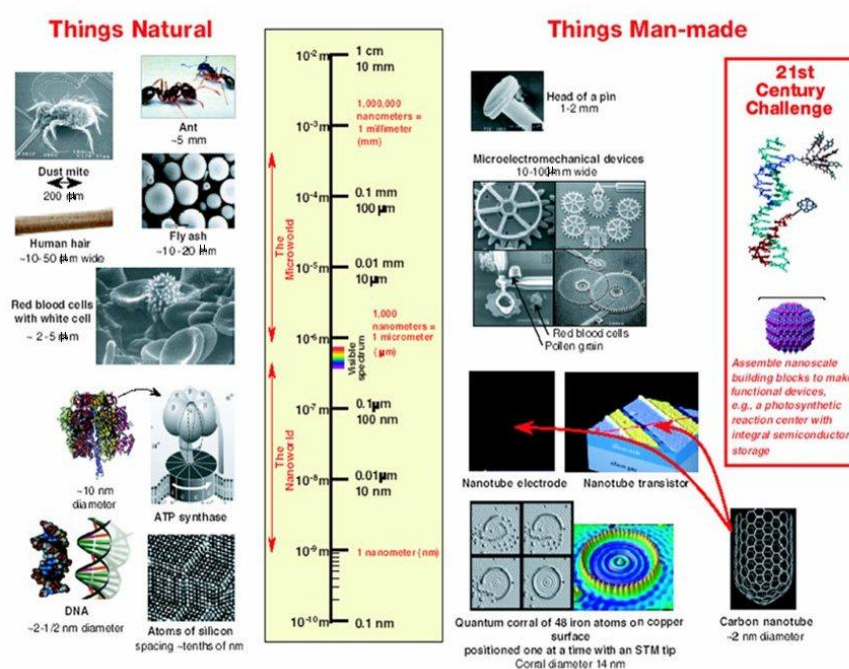 Things Natural
Ant
~5 mm
Dust mite
200 μm
Human hair
~10-50 μm wide
Fly ash
~10-20 μm
Red blood cells
with white cell
~2-5 μm
~10 nm
diameter
ATP synthase
DNA
~2-1/2 nm diameter
Atoms of silicon
spacing ~tenths of nm
10-2 m
1 cm
10 mm
1,000,000
nanometers =
1 millimeter
(mm)
10-3 m
10-4 m
0.1 mm
100 μm
The
Microworld
10-5 m
0.01 mm
10 μm
1,000
nanometers =
1 micrometer
(μm)
10-6 m
Visible
spectrum
10-7 m
0.1μm
100 nm
The
Nanoworld
10-8 m
0.01μm
10 nm
10-9 m
1 nanometer (nm)
10-10 m
0.1 nm
Things Man-made
Head of a pin
1-2 mm
Microelectromechanical devices
10-100μm wide
Red blood cells
Pollen grain
Nanotube electrode
Nanotube transistor
Quantum corral of 48 iron atoms on copper
surface
positioned one at a time with an STM tip
Corral diameter 14 nm
Carbon nanotube
~2 nm diameter
21st
Century
Challenge
Assemble nanoscale
building blocks to make
functional devices,
e.g., a photosynthetic
reaction center with
integral semiconductor
storage